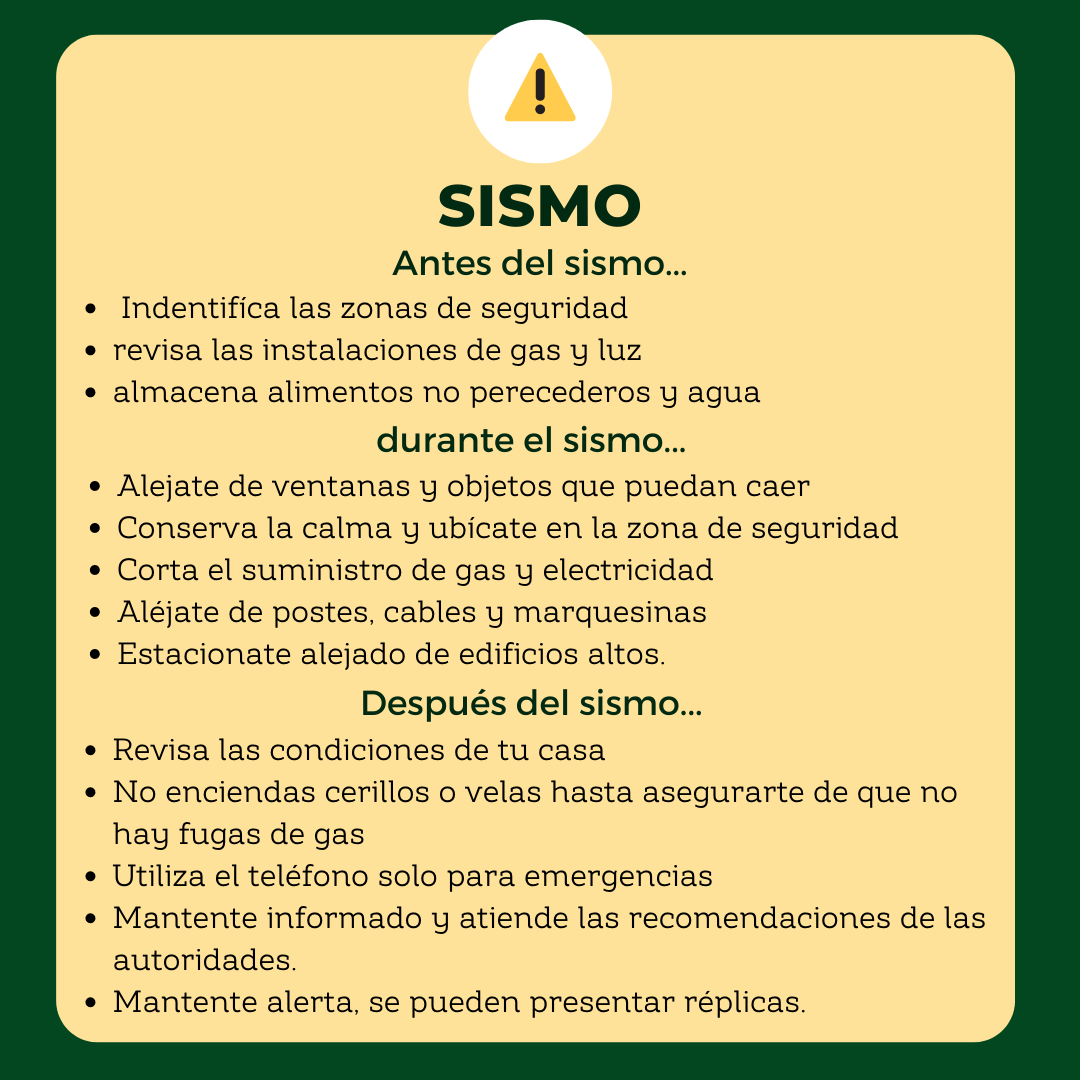 SISMO
Antes del sismo...
• Indentifíca las zonas de seguridad
• revisa las instalaciones de gas y luz
• almacena alimentos no perecederos y agua
durante el sismo...
• Alejate de ventanas y objetos que puedan caer
• Conserva la calma y ubícate en la zona de seguridad
• Corta el suministro de gas y electricidad
• Aléjate de postes, cables y marquesinas
• Estacionate alejado de edificios altos.
Después del sismo...
• Revisa las condiciones de tu casa
• No enciendas cerillos o velas hasta asegurarte de que no
hay fugas de gas
• Utiliza el teléfono solo para emergencias
• Mantente informado y atiende las recomendaciones de las
autoridades.
• Mantente alerta, se pueden presentar réplicas.